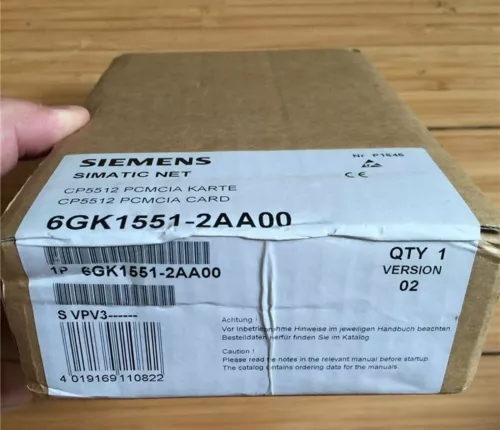 SIEMENS
Nr. P1846
SIMATIC NET
CP5512 PCMCIA KARTE
CP5512 PCMCIA CARD
6GK1551-2AA00
1P 6GK1551-2AA00
QTY 1
VERSION
02
S VPV3------
Achtung !
Vor Inbetriebnahme Hinweise im jeweiligen Handbuch beachten
Bestelldaten hierfür finden Sie im Katalog
Caution !
Please read the notes in the relevant manual before startup.
The catalog contains ordering data for the manuals.
4 019169 110822